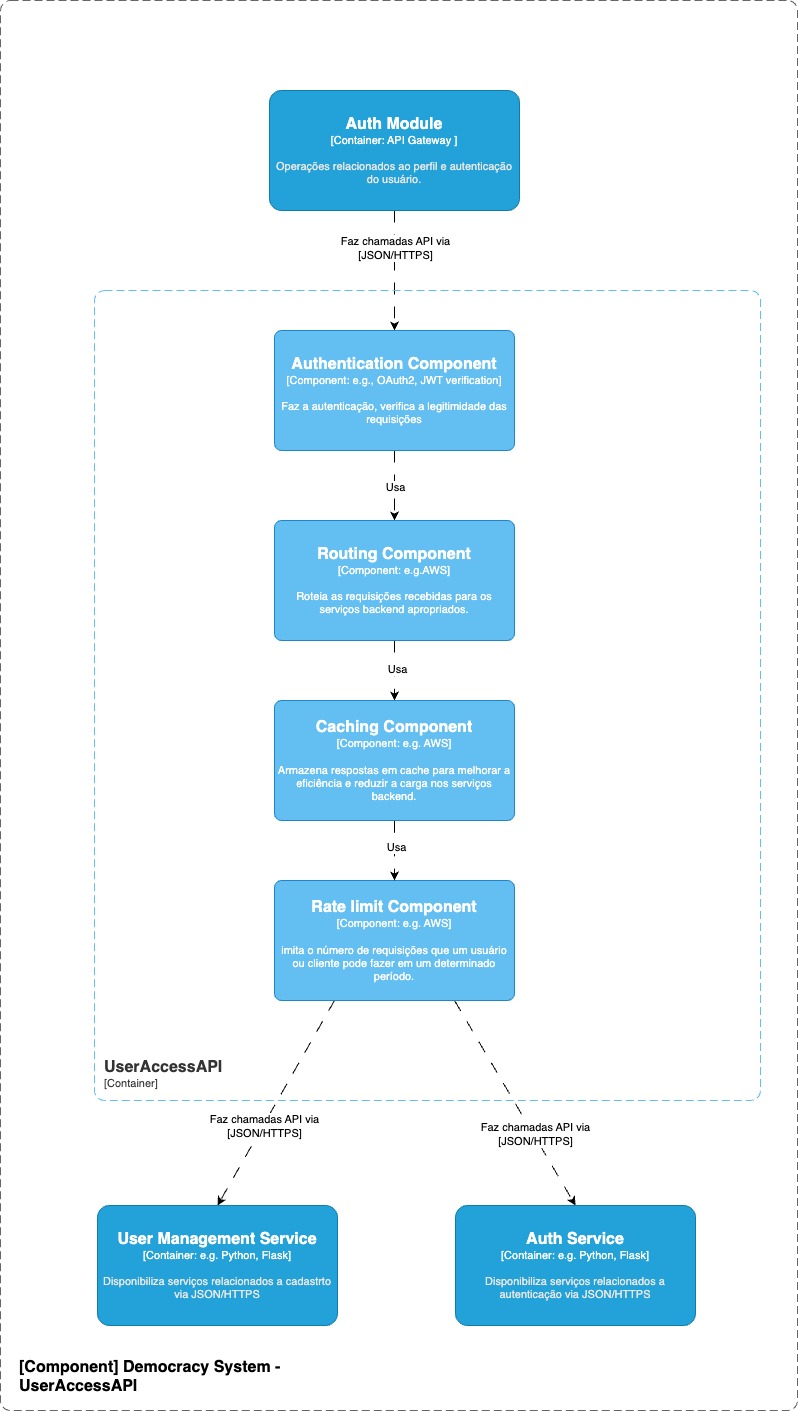 Auth Module
[Container: API Gateway ]
Operações relacionados ao perfil e autenticação
do usuário.
Faz chamadas API via
[JSON/HTTPS]
Authentication Component
[Component: e.g., OAuth2, JWT verification]
Faz a autenticação, verifica a legitimidade das
requisições
Usa
Routing Component
[Component: e.g.AWS]
Roteia as requisições recebidas para os
serviços backend apropriados.
Usa
Caching Component
[Component: e.g. AWS]
Armazena respostas em cache para melhorar a
eficiência e reduzir a carga nos serviços
backend.
Usa
Rate limit Component
[Component: e.g. AWS]
imita o número de requisições que um usuário
ou cliente pode fazer em um determinado
período.
UserAccessAPI
[Container]
Faz chamadas API via
[JSON/HTTPS]
Faz chamadas API via
[JSON/HTTPS]
User Management Service
[Container: e.g. Python, Flask]
Disponibiliza serviços relacionados a cadastrto
via JSON/HTTPS
Auth Service
[Container: e.g. Python, Flask]
Disponibiliza serviços relacionados a
autenticação via JSON/HTTPS
[Component] Democracy System -
UserAccessAPI